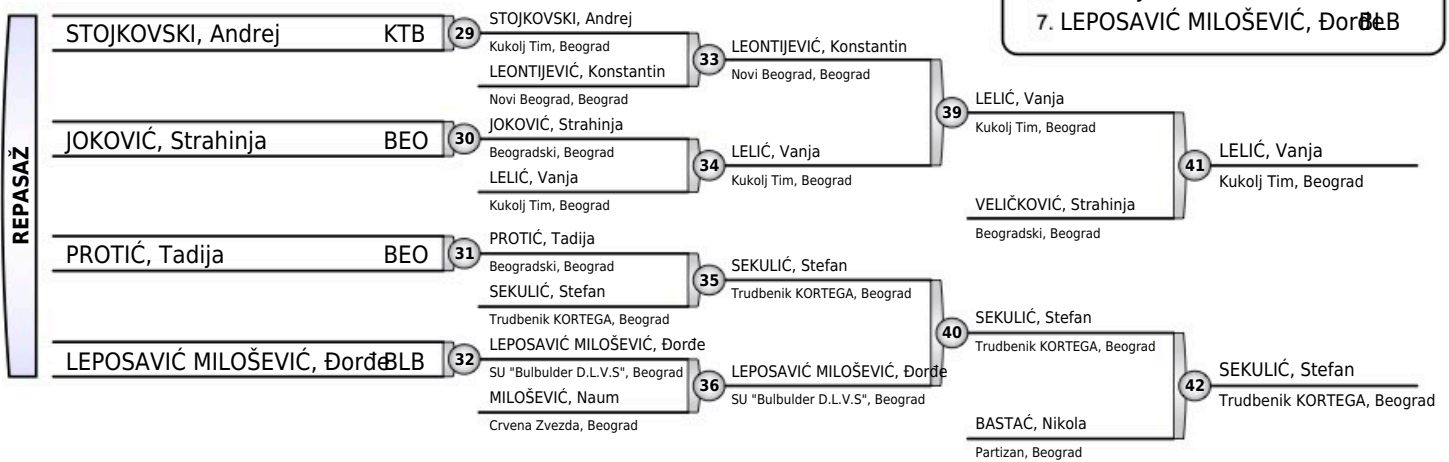 7. LEPOSAVIĆ MILOŠEVIĆ, Đorđe BLB
REPASAŽ
STOJKOVSKI, Andrej KTB
JOKOVIĆ, Strahinja BEO
PROTIĆ, Tadija BEO
LEPOSAVIĆ MILOŠEVIĆ, Đorđe BLB
29
30
31
32
STOJKOVSKI, Andrej
Kukolj Tim, Beograd
LEONTIJEVIĆ, Konstantin
Novi Beograd, Beograd
JOKOVIĆ, Strahinja
Beogradski, Beograd
LELIĆ, Vanja
Kukolj Tim, Beograd
PROTIĆ, Tadija
Beogradski, Beograd
SEKULIĆ, Stefan
Trudbenik KORTEGA, Beograd
LEPOSAVIĆ MILOŠEVIĆ, Đorđe
SU "Bulbulder D.L.V.S", Beograd
MILOŠEVIĆ, Naum
Crvena Zvezda, Beograd
33
34
35
36
LEONTIJEVIĆ, Konstantin
Novi Beograd, Beograd
LELIĆ, Vanja
Kukolj Tim, Beograd
SEKULIĆ, Stefan
Trudbenik KORTEGA, Beograd
LEPOSAVIĆ MILOŠEVIĆ, Đorđe
SU "Bulbulder D.L.V.S", Beograd
39
40
LELIĆ, Vanja
Kukolj Tim, Beograd
VELIČKOVIĆ, Strahinja
Beogradski, Beograd
SEKULIĆ, Stefan
Trudbenik KORTEGA, Beograd
BASTAĆ, Nikola
Partizan, Beograd
41
42
LELIĆ, Vanja
Kukolj Tim, Beograd
SEKULIĆ, Stefan
Trudbenik KORTEGA, Beograd